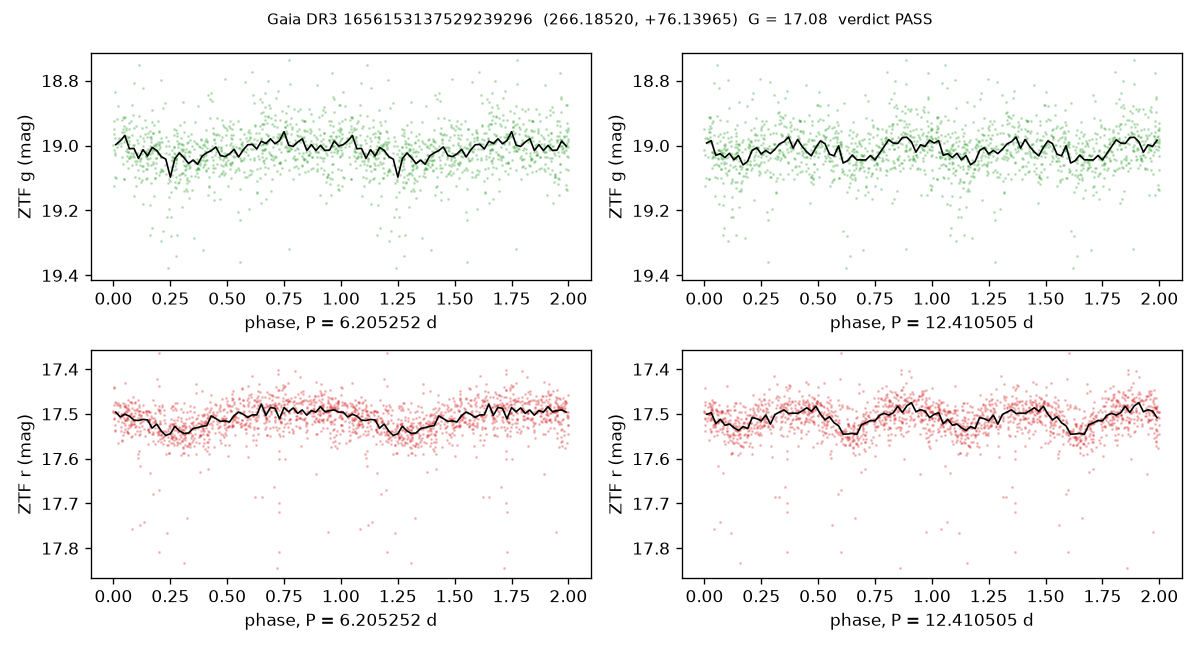 Gaia DR3 1656153137529239296  (266.18520, +76.13965)  G = 17.08  verdict PASS
ZTF g (mag)
18.8
19.0
19.2
19.4
0.00 0.25 0.50 0.75 1.00 1.25 1.50 1.75 2.00
phase, P = 6.205252 d
ZTF g (mag)
18.8
19.0
19.2
19.4
0.00 0.25 0.50 0.75 1.00 1.25 1.50 1.75 2.00
phase, P = 12.410505 d
ZTF r (mag)
17.4
17.5
17.6
17.7
17.8
0.00 0.25 0.50 0.75 1.00 1.25 1.50 1.75 2.00
phase, P = 6.205252 d
ZTF r (mag)
17.4
17.5
17.6
17.7
17.8
0.00 0.25 0.50 0.75 1.00 1.25 1.50 1.75 2.00
phase, P = 12.410505 d